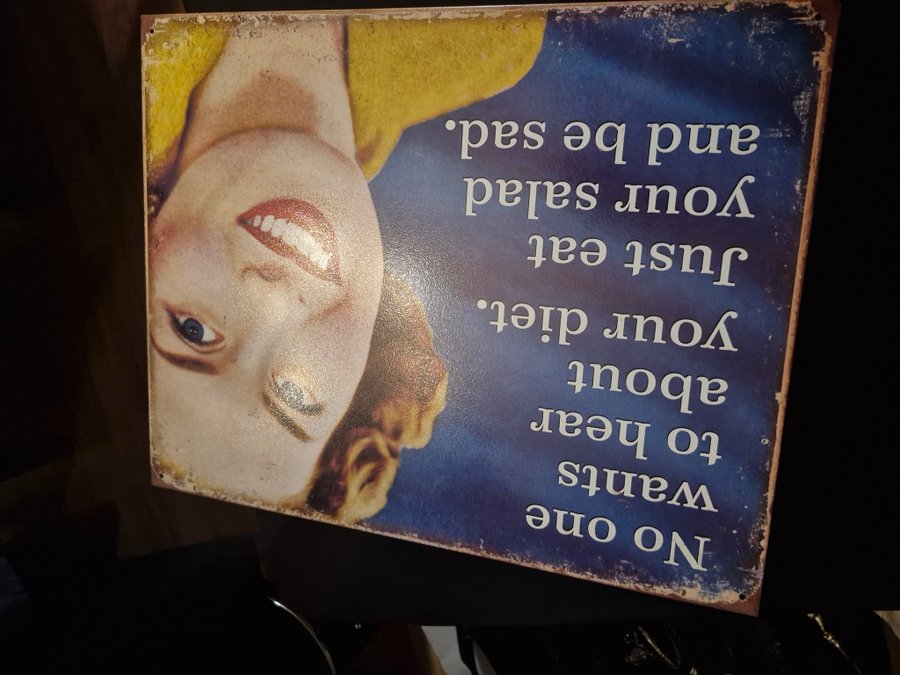 No one
wants
to hear
about
your diet.
Just eat
your salad
and be sad.